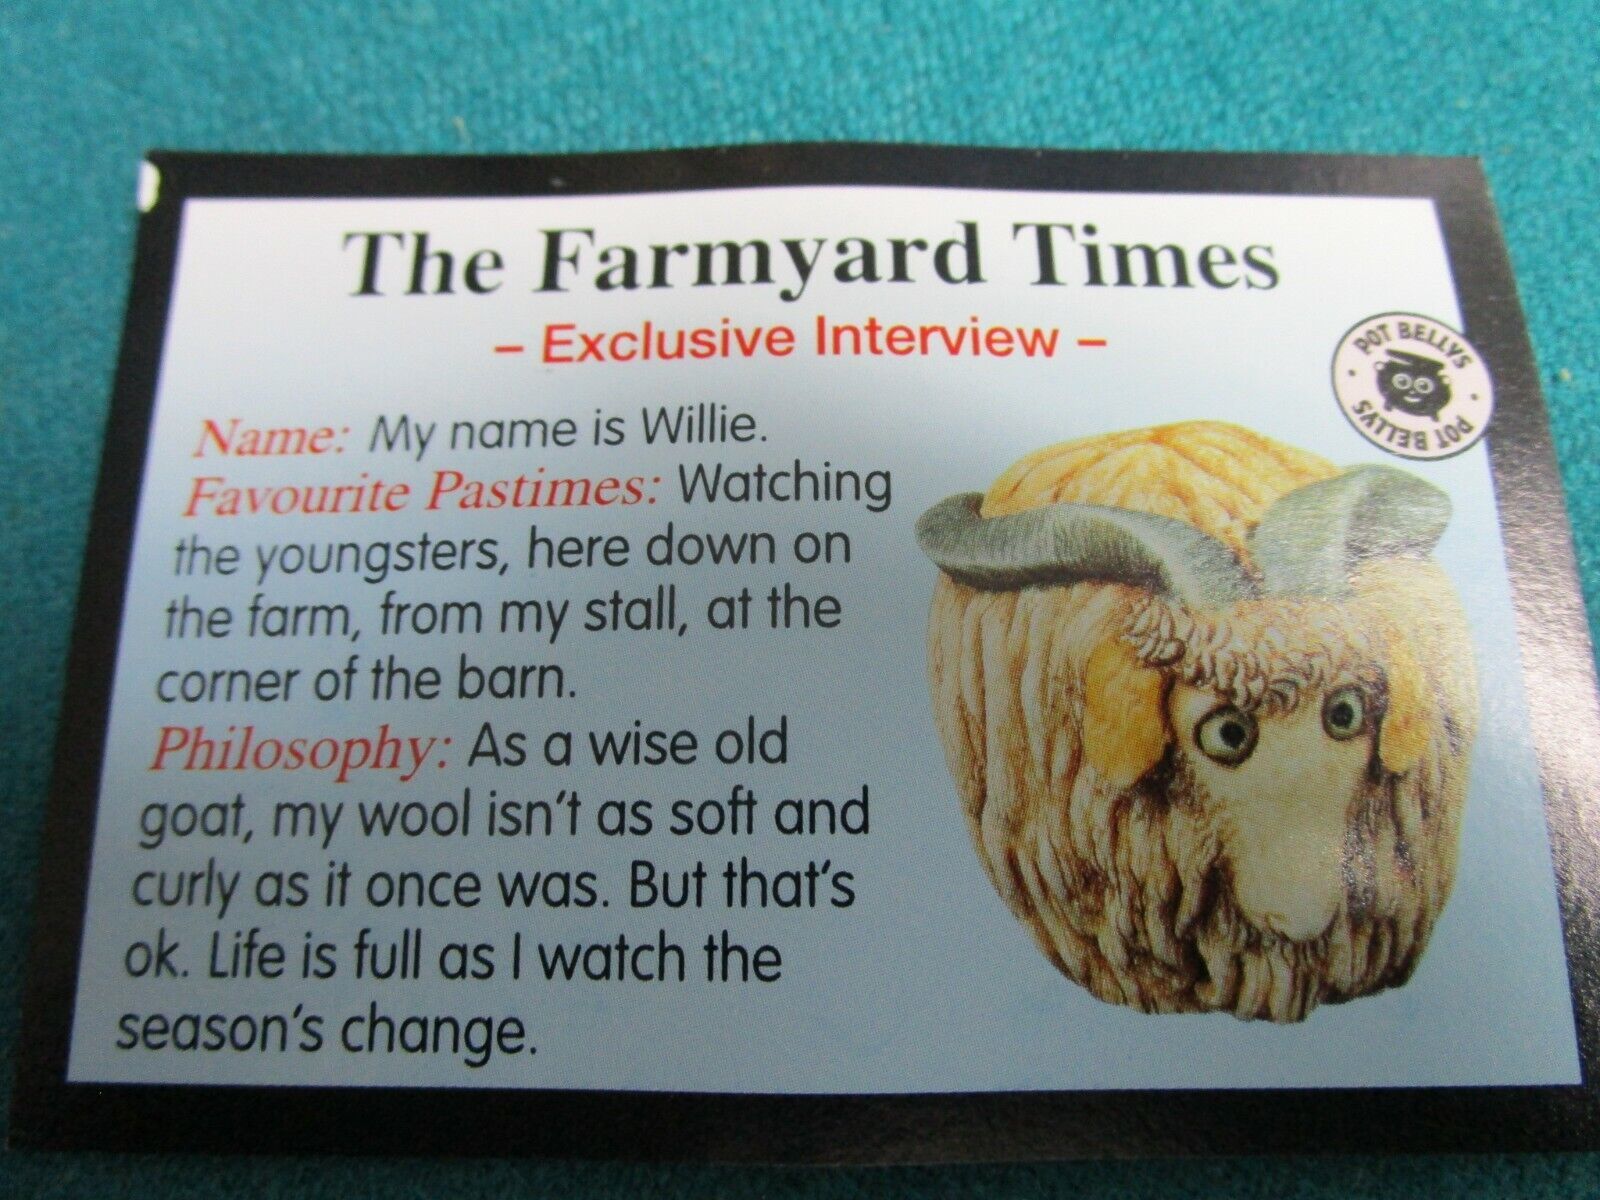 The Farmyard Times
– Exclusive Interview –
POT BELLYS
POT BELLYS
Name: My name is Willie.
Favourite Pastimes: Watching
the youngsters, here down on
the farm, from my stall, at the
corner of the barn.
Philosophy: As a wise old
goat, my wool isn't as soft and
curly as it once was. But that's
ok. Life is full as I watch the
season's change.